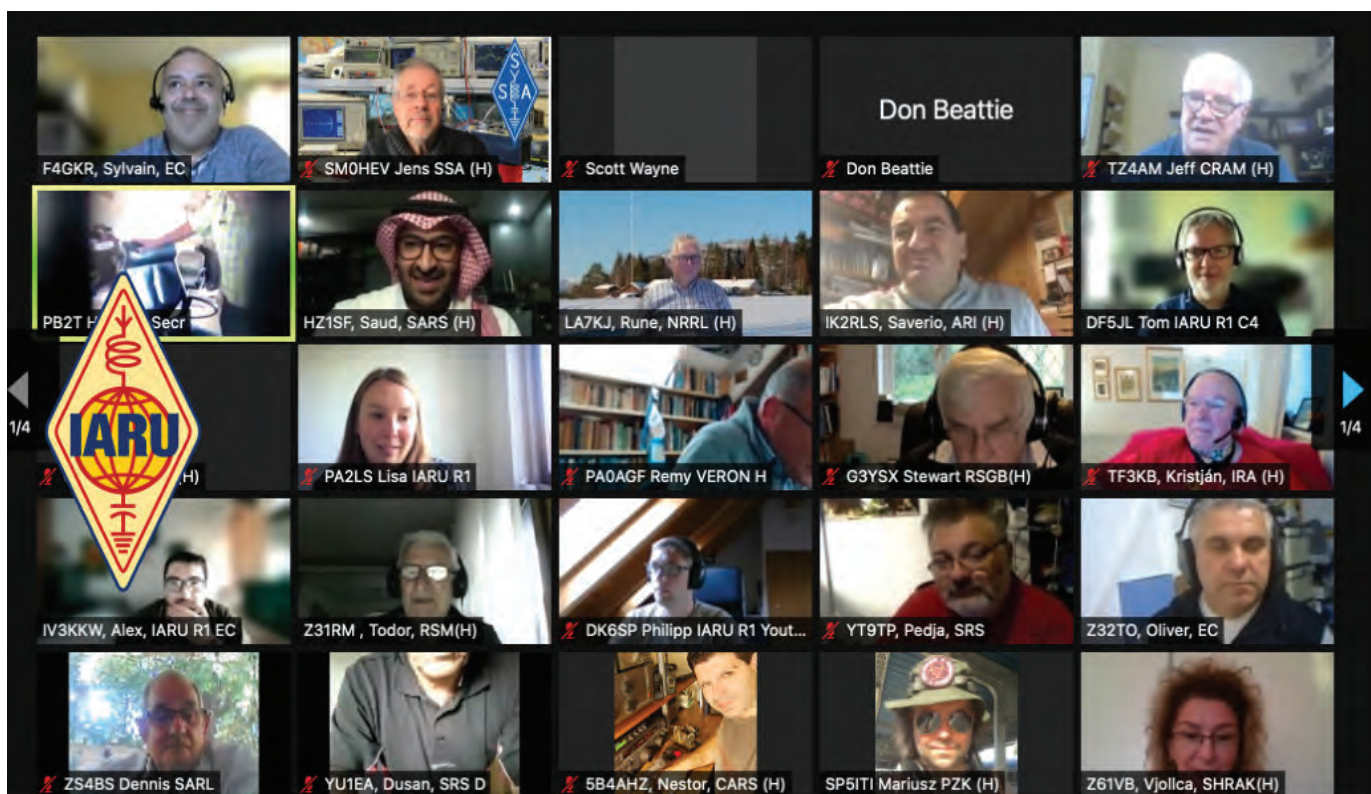 F4GKR, Sylvain, EC
SM0HEV Jens SSA (H)
S
Y
S S A
Scott Wayne
Don Beattie
Don Beattie
TZ4AM Jeff CRAM (H)
PB2T H Secr
HZ1SF, Saud, SARS (H)
LA7KJ, Rune, NRRL (H)
IK2RLS, Saverio, ARI (H)
DF5JL Tom IARU R1 C4
1/4
IARU
H)
PA2LS Lisa IARU R1
PA0AGF Remy VERON H
G3YSX Stewart RSGB(H)
TF3KB, Kristján, IRA (H)
1/4
IV3KKW, Alex, IARU R1 EC
Z31RM , Todor, RSM(H)
DK6SP Philipp IARU R1 Yout...
YT9TP, Pedja, SRS
Z32TO, Oliver, EC
ZS4BS Dennis SARL
YU1EA, Dusan, SRS D
5B4AHZ, Nestor, CARS (H)
SP5ITI Mariusz PZK (H)
Z61VB, Vjollca, SHRAK(H)